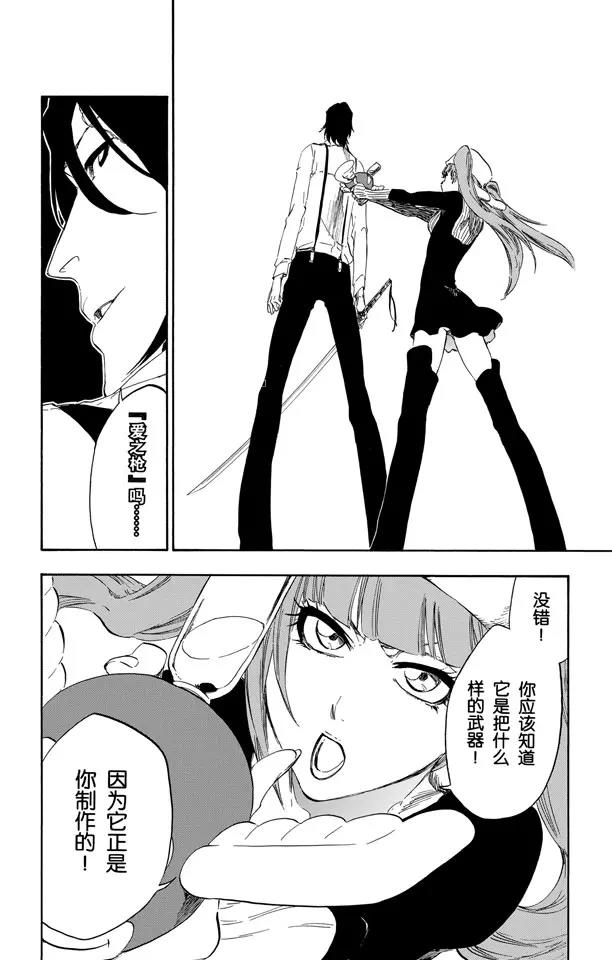 『爱之枪』吗……
没错！
你应该知道
它是把什么
样的武器！
因为它正是
你制作的！